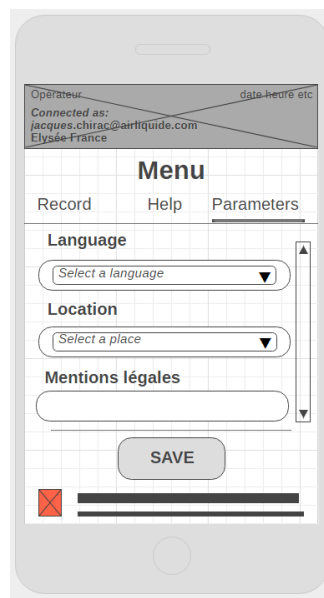 Opérateur date heure etc
Connected as:
jacques.chirac@airliquide.com
Elysée France
Menu
Record Help Parameters
Language
Select a language
Location
Select a place
Mentions légales
SAVE